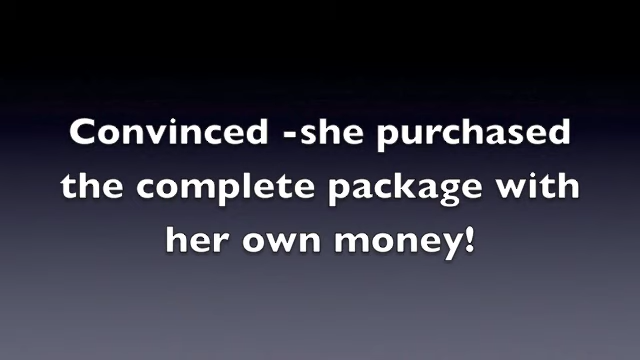 Convinced -she purchased
the complete package with
her own money!